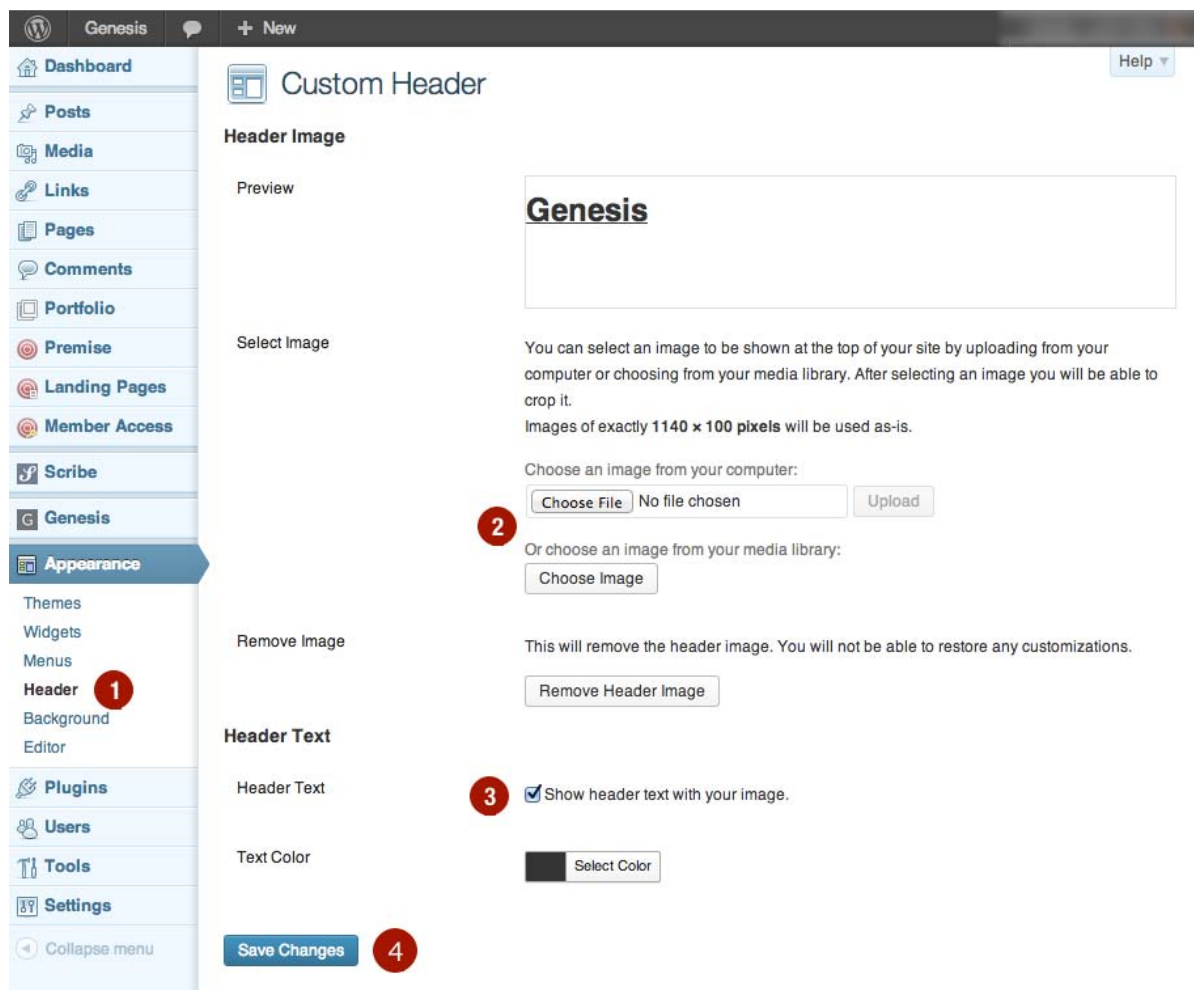 Genesis + New
Help
Dashboard
Posts
Media
Links
Pages
Comments
Portfolio
Premise
Landing Pages
Member Access
Scribe
Genesis
Appearance
Themes
Widgets
Menus
Header 1
Background
Editor
Plugins
Users
Tools
Settings
Collapse menu
Custom Header
Header Image
Preview
Genesis
Select Image
You can select an image to be shown at the top of your site by uploading from your
computer or choosing from your media library. After selecting an image you will be able to
crop it.
Images of exactly 1140 × 100 pixels will be used as-is.
Choose an image from your computer:
Choose File No file chosen Upload
2
Or choose an image from your media library:
Choose Image
Remove Image
This will remove the header image. You will not be able to restore any customizations.
Remove Header Image
Header Text
Header Text
3 Show header text with your image.
Text Color
Select Color
Save Changes 4